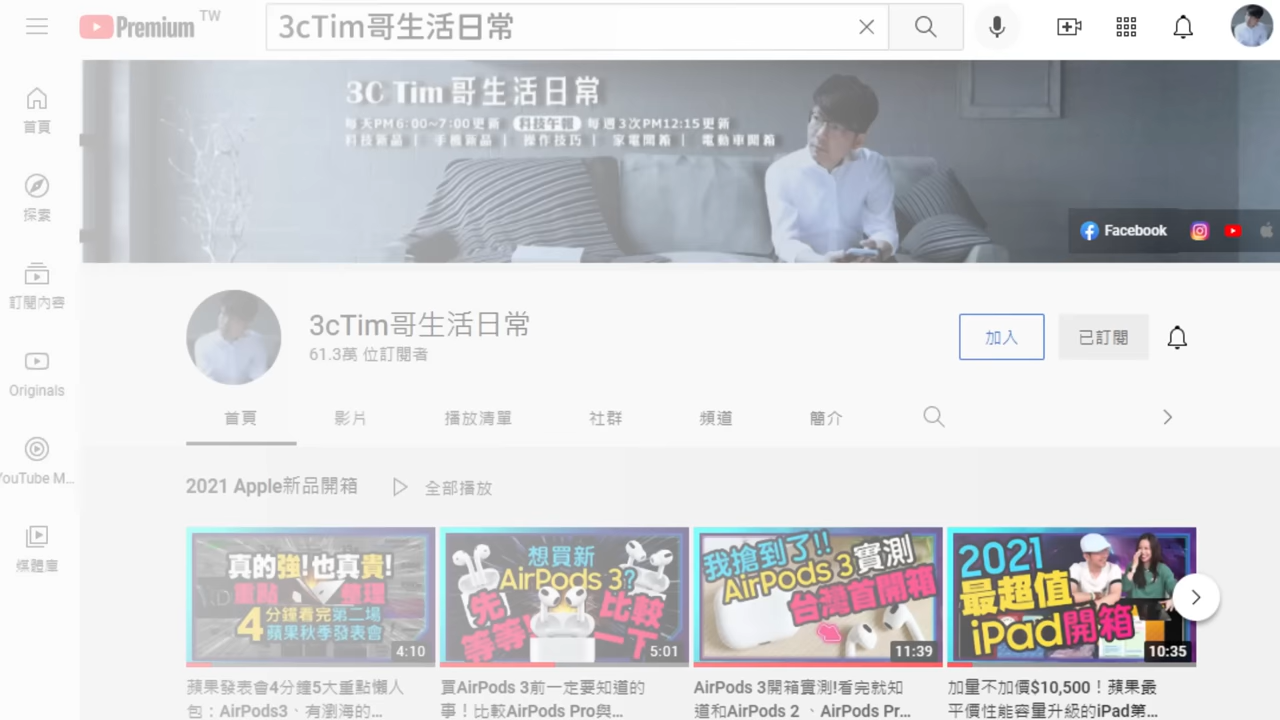 Premium TW
3cTim哥生活日常
首頁
探索
訂閱內容
Originals
YouTube M...
媒體庫
3C Tim哥生活日常
每天PM6:00~7:00更新 科技午報 每週3次PM12:15更新
科技新品 | 手機新品 | 操作技巧 | 家電開箱 | 電動車開箱
Facebook
3cTim哥生活日常
61.3萬 位訂閱者
加入
已訂閱
首頁 影片 播放清單 社群 頻道 簡介
2021 Apple新品開箱 全部播放
真的強!也真貴!
4分鐘看完第二場
蘋果秋季發表會
4:10
想買新
AirPods 3?
先等等!
比較一下
5:01
我搶到了!!
AirPods 3實測
台灣首開箱
11:39
2021
最超值
iPad開箱
10:35
蘋果發表會4分鐘5大重點懶人
包：AirPods3、有瀏海的...
買AirPods 3前一定要知道的
事！比較AirPods Pro與...
AirPods 3開箱實測!看完就知
道和AirPods 2 、AirPods Pr...
加量不加價$10,500！蘋果最
平價性能容量升級的iPad第...